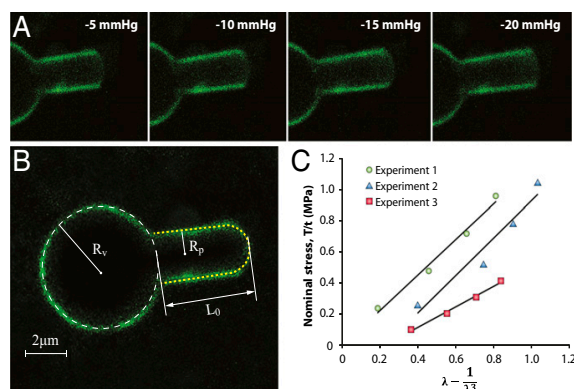 A
-5 mmHg
-10 mmHg
-15 mmHg
-20 mmHg
B
Rv
Rp
L0
2μm
C
Experiment 1
Experiment 2
Experiment 3
Nominal stress, T/t (MPa)
1.2
1.0
0.8
0.6
0.4
0.2
0
0
0.2
0.4
0.6
0.8
1.0
1.2
λ − 1/λ3